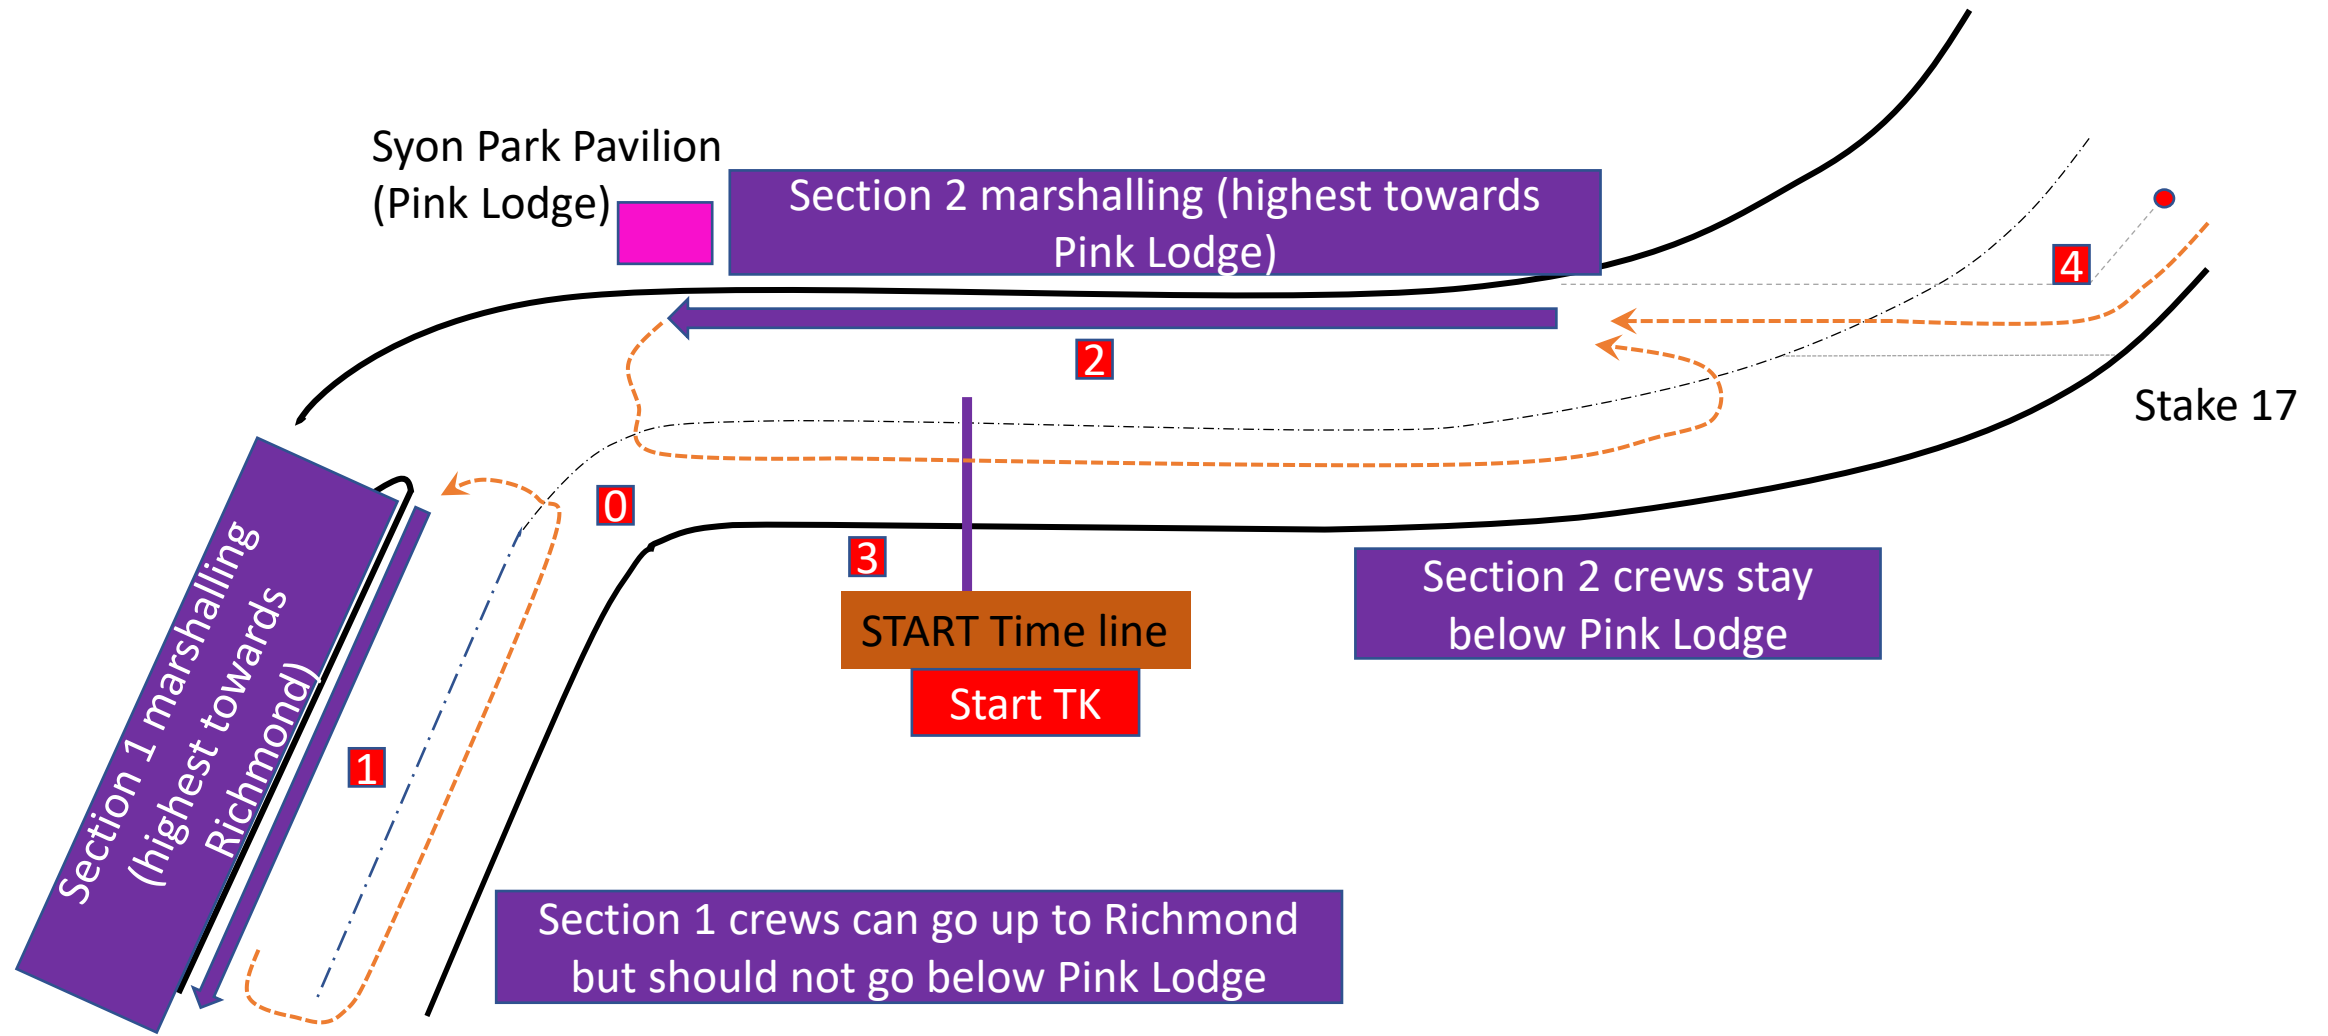 Syon Park Pavilion
(Pink Lodge)
Section 2 marshalling (highest towards
Pink Lodge)
4
2
Stake 17
0
3
START Time line
Start TK
Section 2 crews stay
below Pink Lodge
Section 1 marshalling
(highest towards
Richmond)
1
Section 1 crews can go up to Richmond
but should not go below Pink Lodge